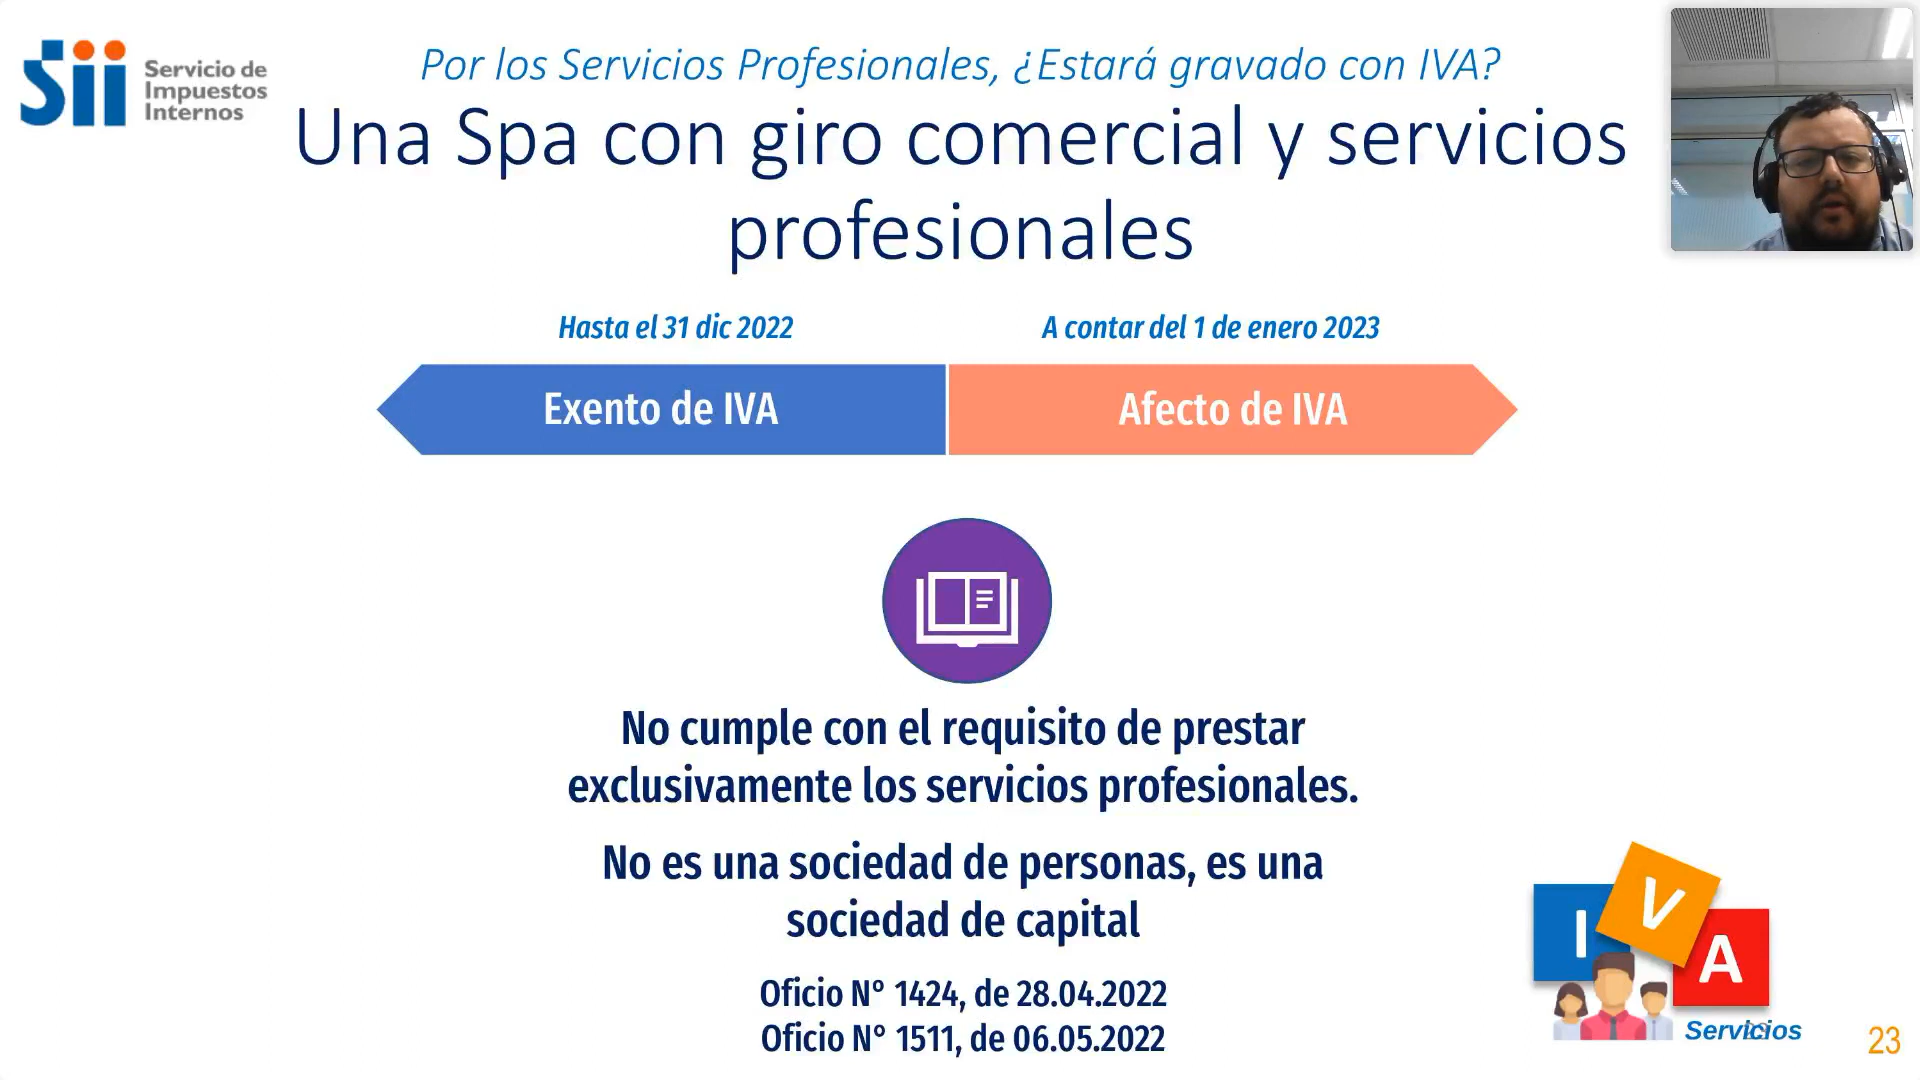 Sii Servicio de
Impuestos
Internos
Por los Servicios Profesionales, ¿Estará gravado con IVA?
Una Spa con giro comercial y servicios
profesionales
Hasta el 31 dic 2022
A contar del 1 de enero 2023
Exento de IVA
Afecto de IVA
No cumple con el requisito de prestar
exclusivamente los servicios profesionales.
No es una sociedad de personas, es una
sociedad de capital
Oficio N° 1424, de 28.04.2022
Oficio N° 1511, de 06.05.2022
I V A
Servicios
23